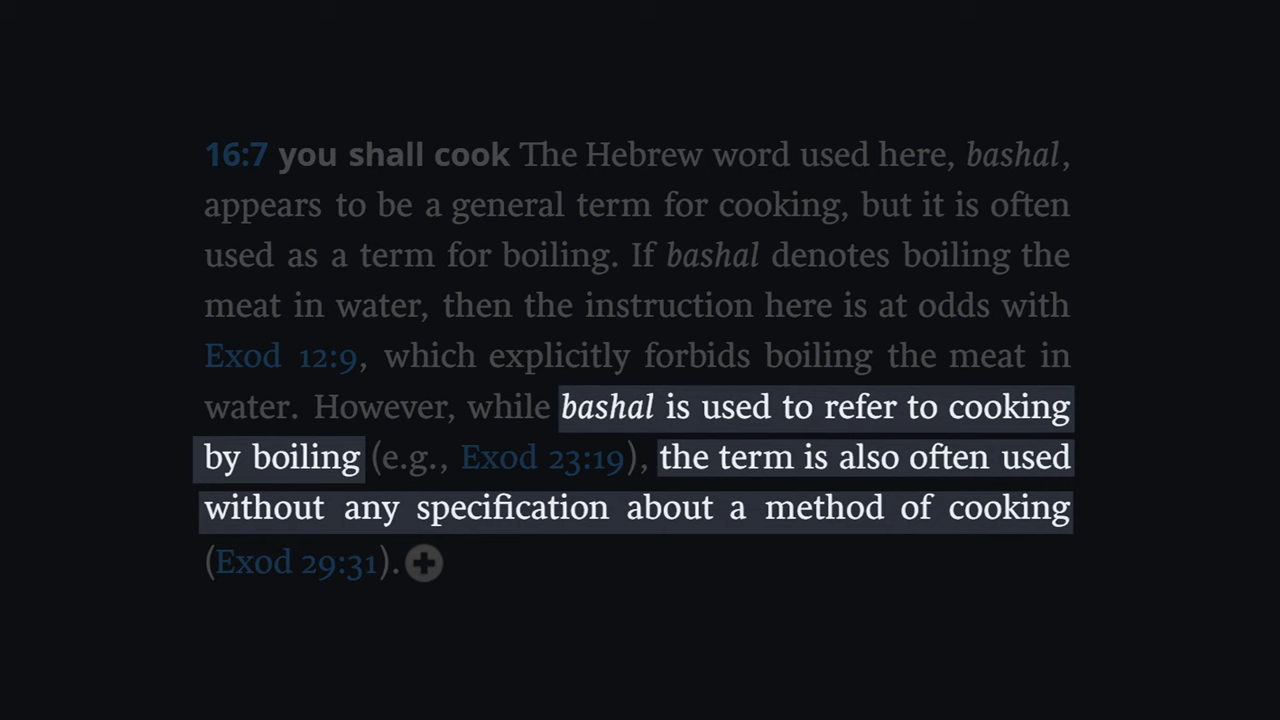 16:7 you shall cook The Hebrew word used here, bashal,
appears to be a general term for cooking, but it is often
used as a term for boiling. If bashal denotes boiling the
meat in water, then the instruction here is at odds with
Exod 12:9, which explicitly forbids boiling the meat in
water. However, while bashal is used to refer to cooking
by boiling (e.g., Exod 23:19), the term is also often used
without any specification about a method of cooking
(Exod 29:31).